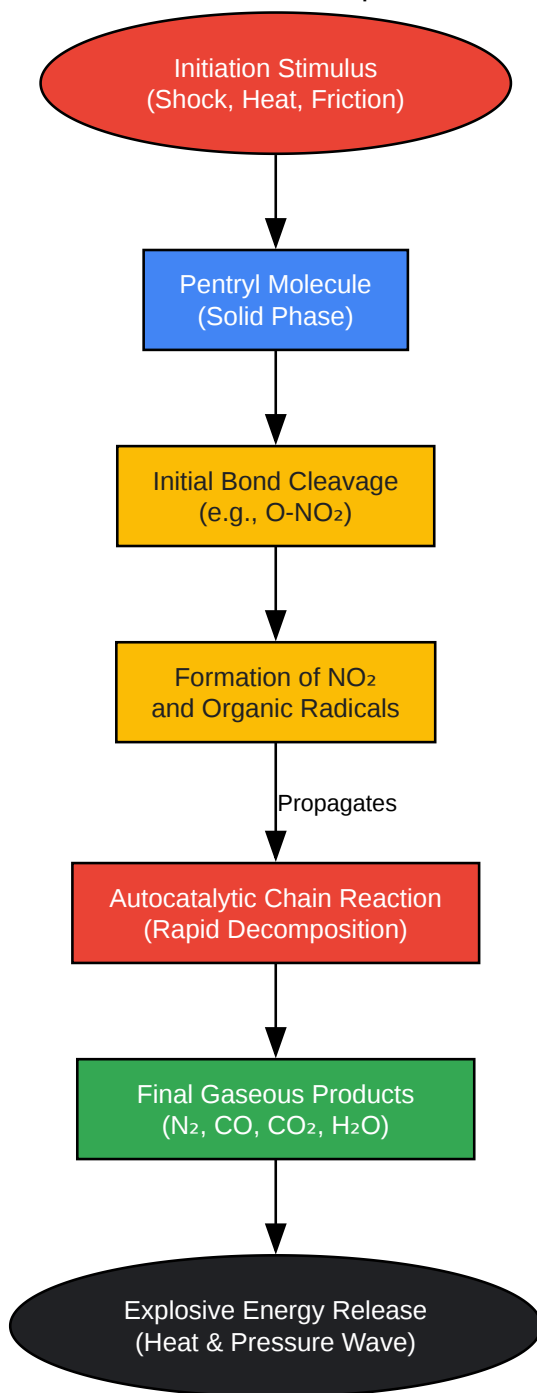 Initiation Stimulus
(Shock, Heat, Friction)
Pentryl Molecule
(Solid Phase)
Initial Bond Cleavage
(e.g., O-NO₂)
Formation of NO₂
and Organic Radicals
Propagates
Autocatalytic Chain Reaction
(Rapid Decomposition)
Final Gaseous Products
(N₂, CO, CO₂, H₂O)
Explosive Energy Release
(Heat & Pressure Wave)